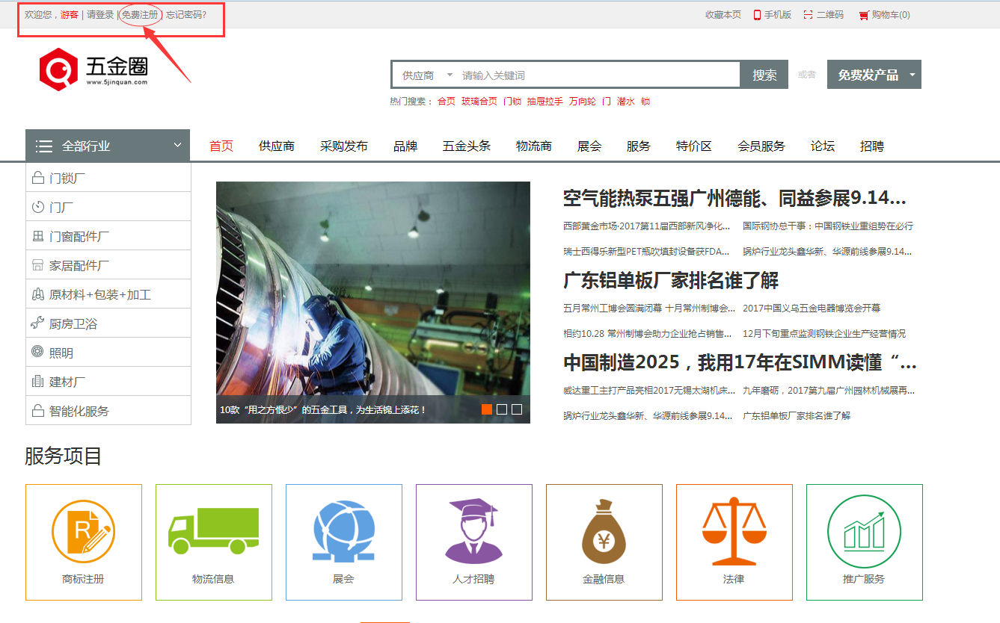 欢迎您，游客 | 请登录 | 免费注册 | 忘记密码?
收藏本页 手机版 二维码 购物车(0)
五金圈
www.5jinquan.com
供应商 请输入关键词 搜索 或者 免费发产品
热门搜索： 合页 玻璃合页 门锁 抽屉拉手 万向轮 门 潜水 锁
全部行业 首页 供应商 采购发布 品牌 五金头条 物流商 展会 服务 特价区 会员服务 论坛 招聘
门锁厂
门厂
门窗配件厂
家居配件厂
原材料+包装+加工
厨房卫浴
照明
建材厂
智能化服务
10款“用之方恨少”的五金工具，为生活锦上添花！
空气能热泵五强广州德能、同益参展9.14...
西部黄金市场·2017第11届西部新风净化... 国际钢协总干事：中国钢铁业重组势在必行
瑞士西得乐新型PET瓶吹填封设备获FDA... 锅炉行业龙头鑫华新、华源前线参展9.14...
广东铝单板厂家排名谁了解
五月常州工博会圆满闭幕 十月常州制博会... 2017中国义乌五金电器博览会开幕
相约10.28 常州制博会助力企业抢占销售... 12月下旬重点监测钢铁企业生产经营情况
中国制造2025，我用17年在SIMM读懂“...
威达重工主打产品亮相2017无锡太湖机床... 九年磨砺，2017第九届广州园林机械展再...
锅炉行业龙头鑫华新、华源前线参展9.14... 广东铝单板厂家排名谁了解
服务项目
R
¥
商标注册 物流信息 展会 人才招聘 金融信息 法律 推广服务